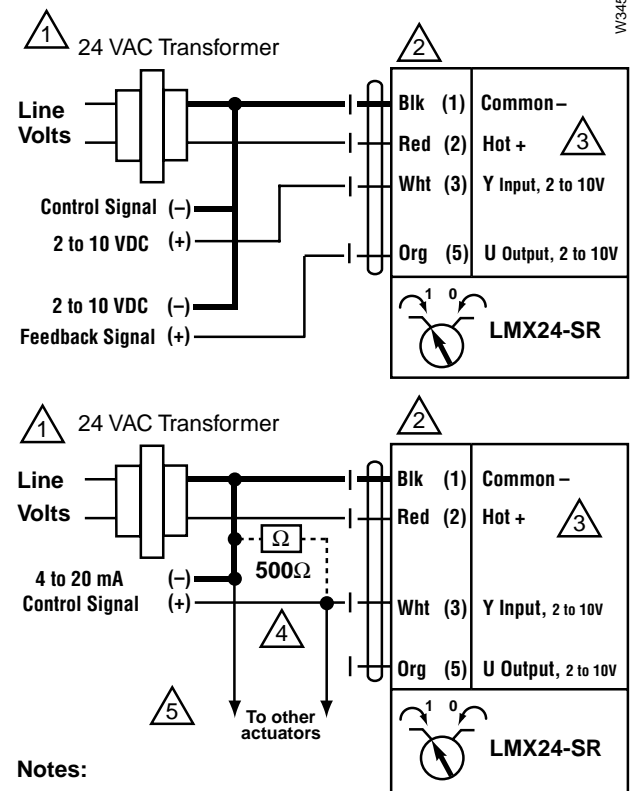 W345
1
24 VAC Transformer
2
Line
Volts
Blk (1) Common –
Red (2) Hot +
3
Wht (3) Y Input, 2 to 10V
Control Signal (–)
2 to 10 VDC (+)
Org (5) U Output, 2 to 10V
2 to 10 VDC (–)
Feedback Signal (+)
1 0
LMX24-SR
1
24 VAC Transformer
2
Line
Volts
Blk (1) Common –
Red (2) Hot +
3
Ω
500Ω
4 to 20 mA (–)
Control Signal (+)
Wht (3) Y Input, 2 to 10V
4
Org (5) U Output, 2 to 10V
5
To other
actuators
1 0
LMX24-SR
Notes: